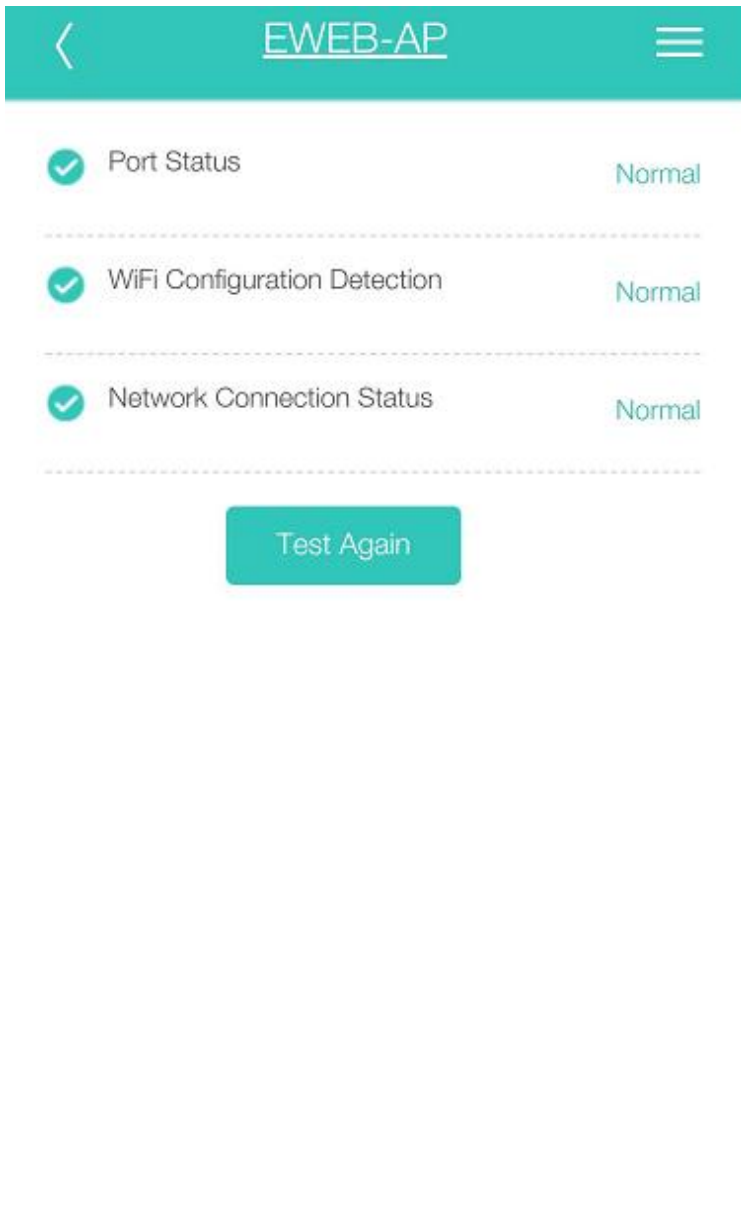 EWEB-AP
Port Status
Normal
WiFi Configuration Detection
Normal
Network Connection Status
Normal
Test Again